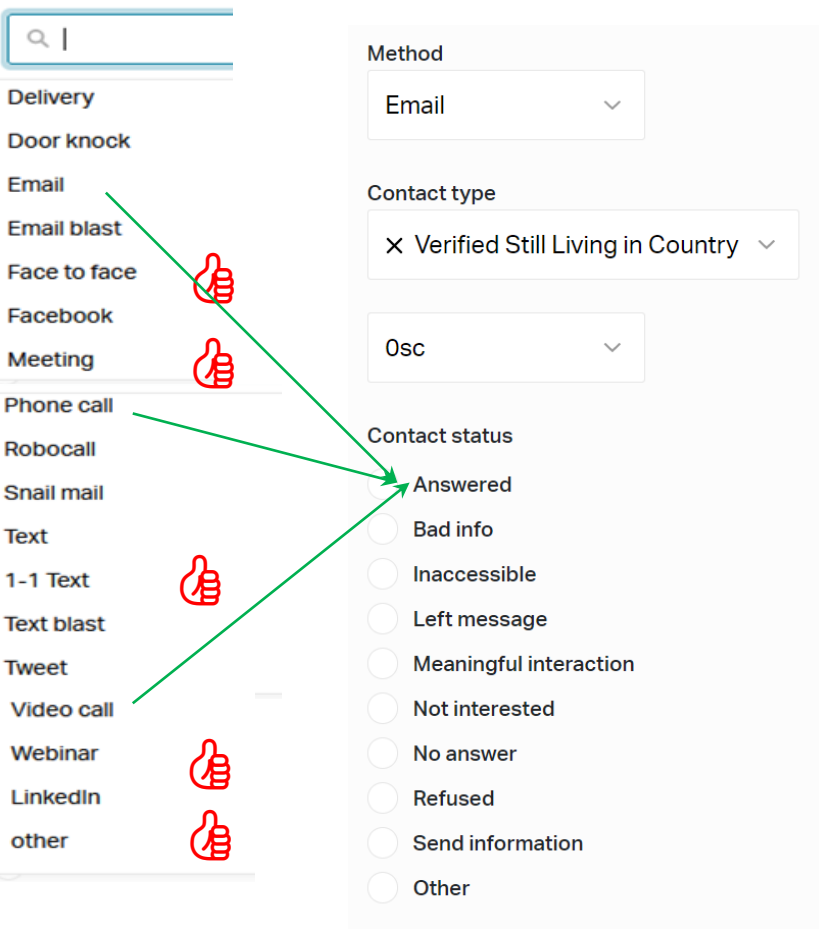 Delivery
Door knock
Email
Email blast
Face to face
Facebook
Meeting
Phone call
Robocall
Snail mail
Text
1-1 Text
Text blast
Tweet
Video call
Webinar
LinkedIn
other
Method
Email
Contact type
× Verified Still Living in Country
0sc
Contact status
Answered
Bad info
Inaccessible
Left message
Meaningful interaction
Not interested
No answer
Refused
Send information
Other